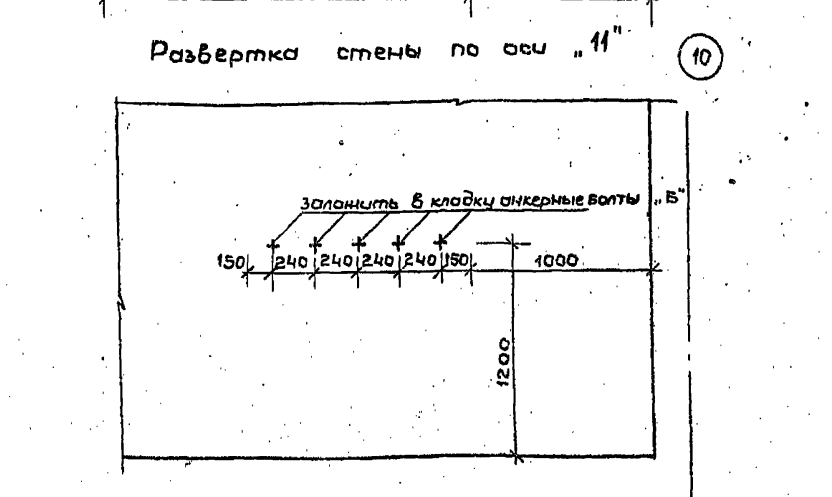 Развертка стены по оси „11"
10
Заложить в кладку анкерные болты „Б"
150 240 240 240 240 150 1000
1200